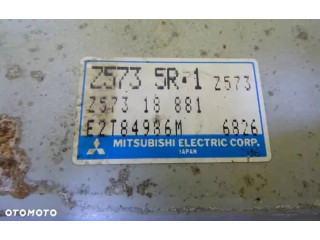 Z573 5R-1 Z573
Z573 18 881
E2T84986M 6826
MITSUBISHI ELECTRIC CORP.
JAPAN
OTOMOTO